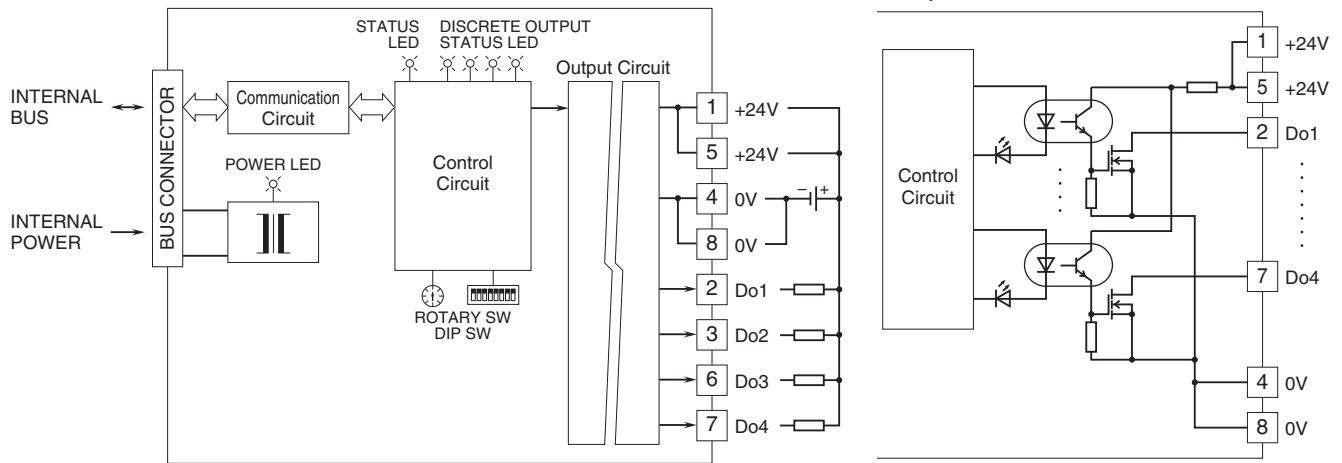 STATUS
LED
DISCRETE OUTPUT
STATUS LED
Output Circuit
INTERNAL
BUS
BUS CONNECTOR
Communication
Circuit
POWER LED
INTERNAL
POWER
Control
Circuit
ROTARY SW
DIP SW
1 +24V
5 +24V
4 0V
− +
8 0V
2 Do1
3 Do2
6 Do3
7 Do4
Control
Circuit
1 +24V
5 +24V
2 Do1
7 Do4
4 0V
8 0V